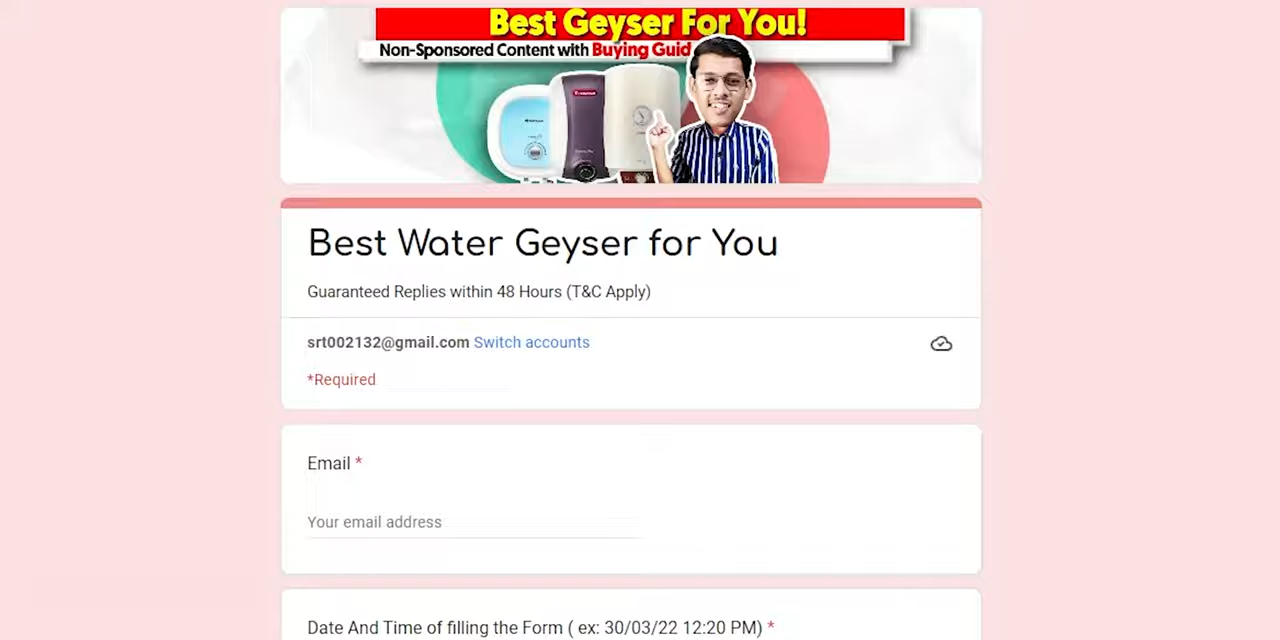 Best Geyser For You!
Non-Sponsored Content with Buying Guid
Best Water Geyser for You
Guaranteed Replies within 48 Hours (T&C Apply)
srt002132@gmail.com Switch accounts
*Required
Email *
Your email address
Date And Time of filling the Form ( ex: 30/03/22 12:20 PM) *